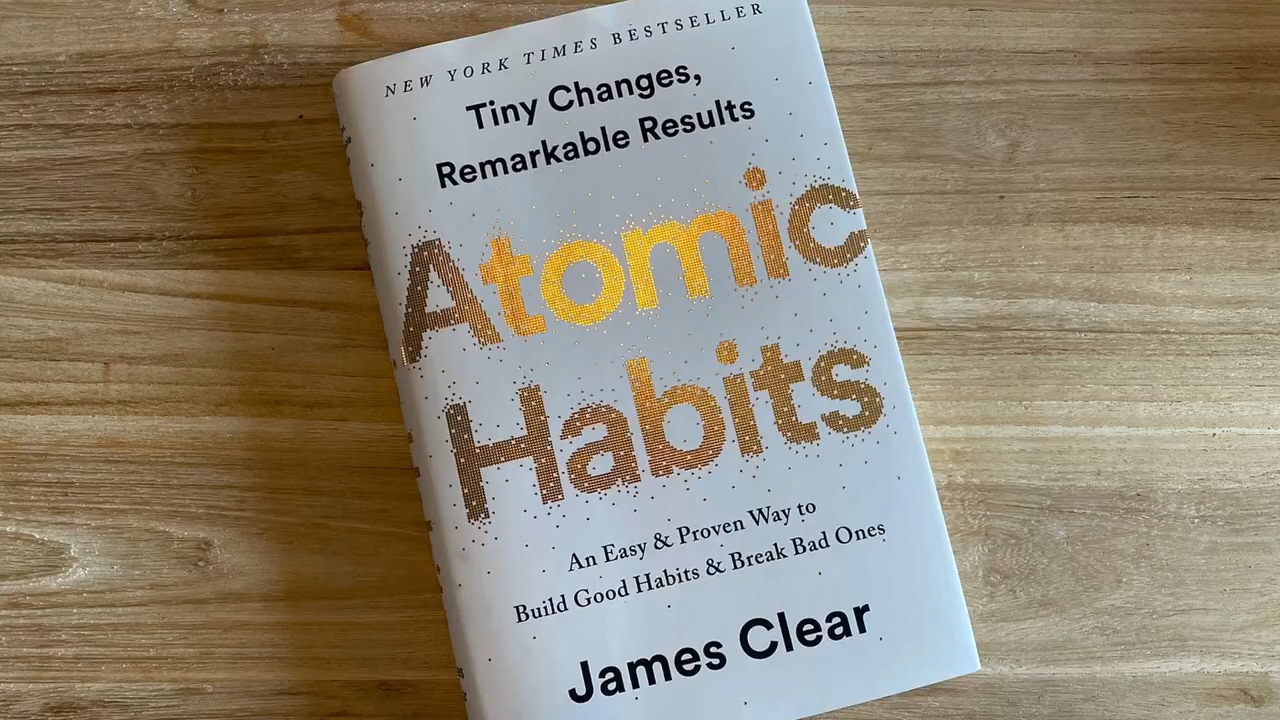 NEW YORK TIMES BESTSELLER
Tiny Changes,
Remarkable Results
Atomic
Habits
An Easy & Proven Way to
Build Good Habits & Break Bad Ones
James Clear